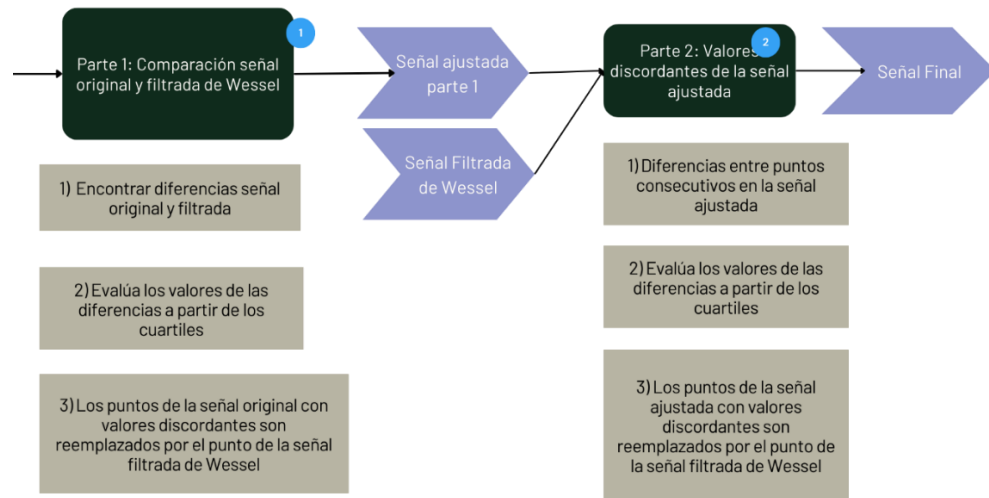 Parte 1: Comparación señal
original y filtrada de Wessel
1
Señal ajustada
parte 1
Señal Filtrada
de Wessel
Parte 2: Valores
discordantes de la señal
ajustada
2
Señal Final
1) Encontrar diferencias señal
original y filtrada
2) Evalúa los valores de las
diferencias a partir de los
cuartiles
3) Los puntos de la señal original con
valores discordantes son
reemplazados por el punto de la señal
filtrada de Wessel
1) Diferencias entre puntos
consecutivos en la señal
ajustada
2) Evalúa los valores de las
diferencias a partir de los
cuartiles
3) Los puntos de la señal
ajustada con valores
discordantes son
reemplazados por el punto de
la señal filtrada de Wessel